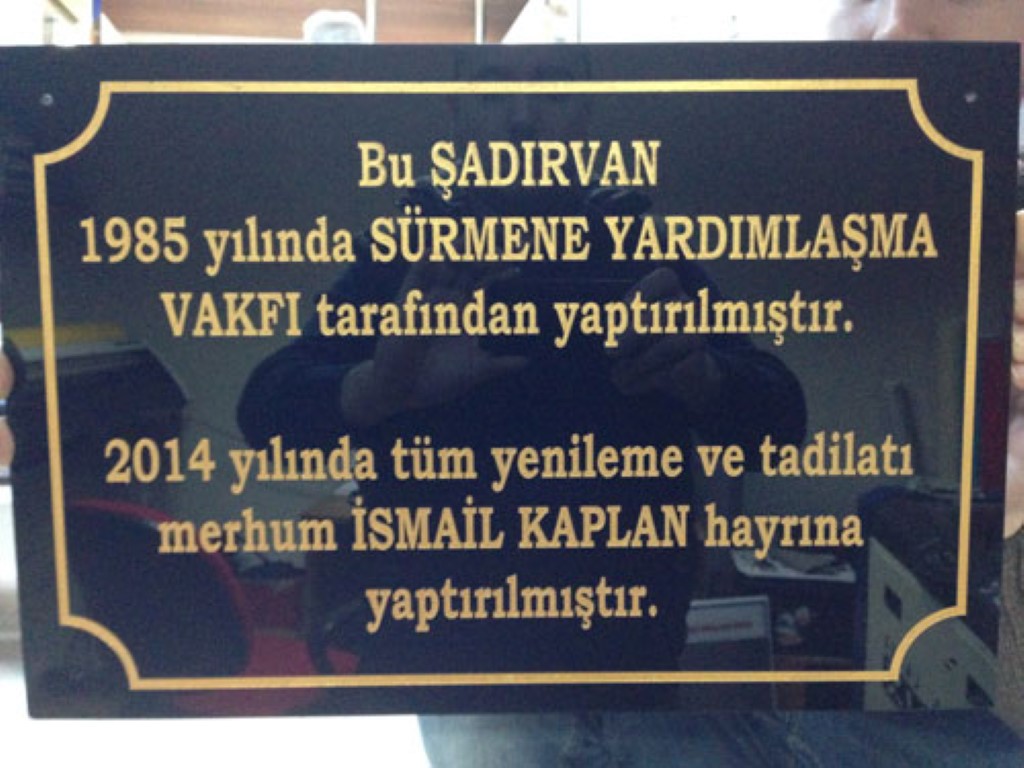 Bu ŞADIRVAN
1985 yılında SÜRMENE YARDIMLAŞMA
VAKFI tarafından yaptırılmıştır.
2014 yılında tüm yenileme ve tadilatı
merhum İSMAİL KAPLAN hayrına
yaptırılmıştır.